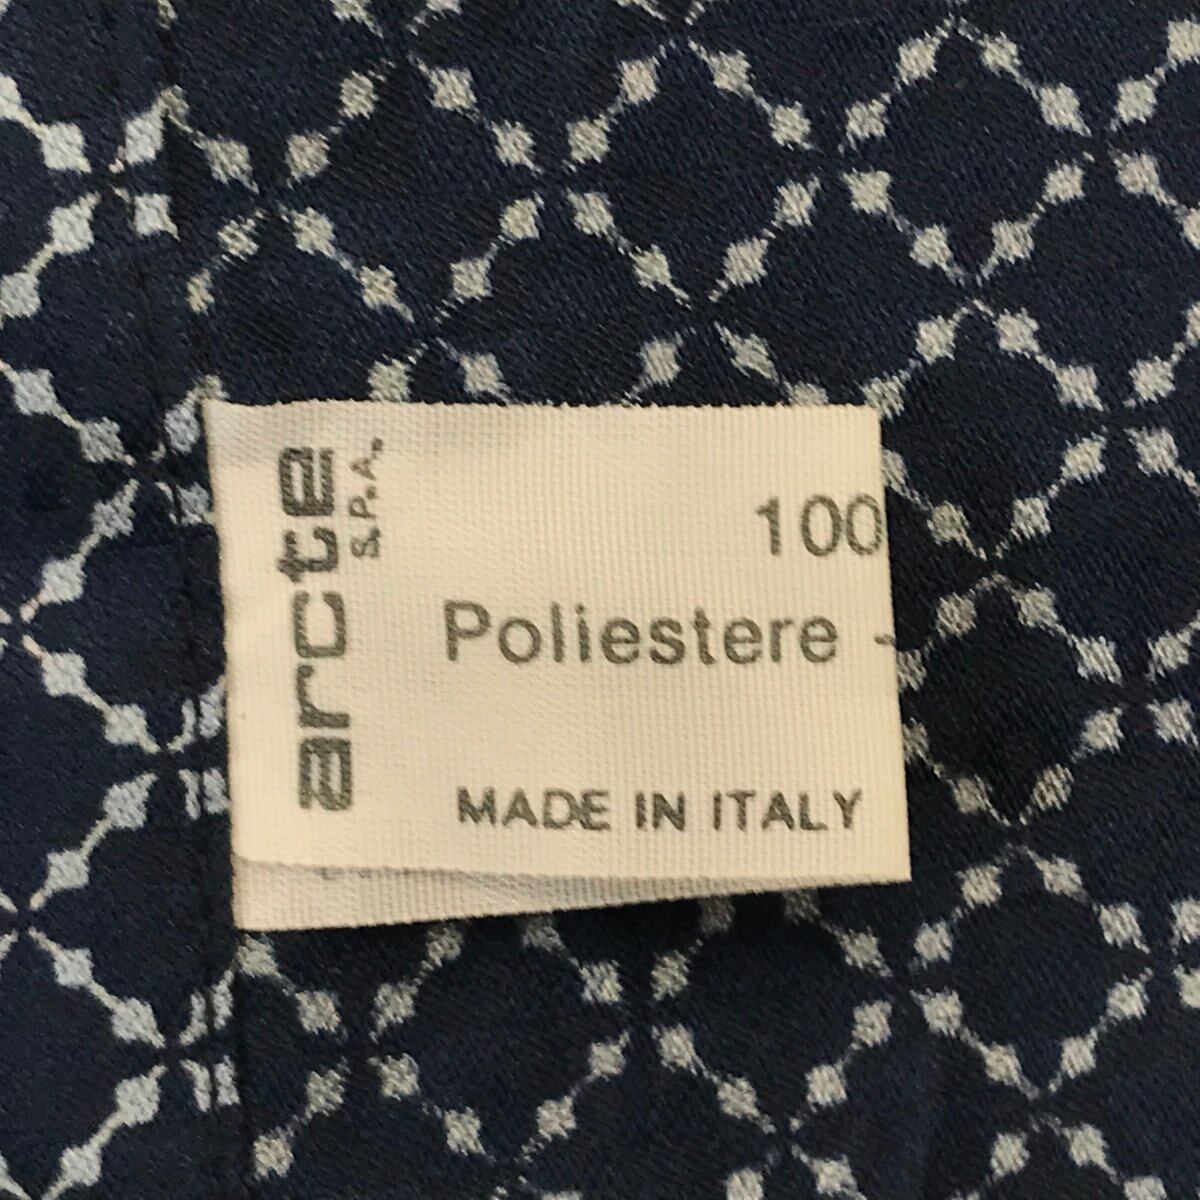 arcte
S.P.A.
100
Poliestere -
MADE IN ITALY